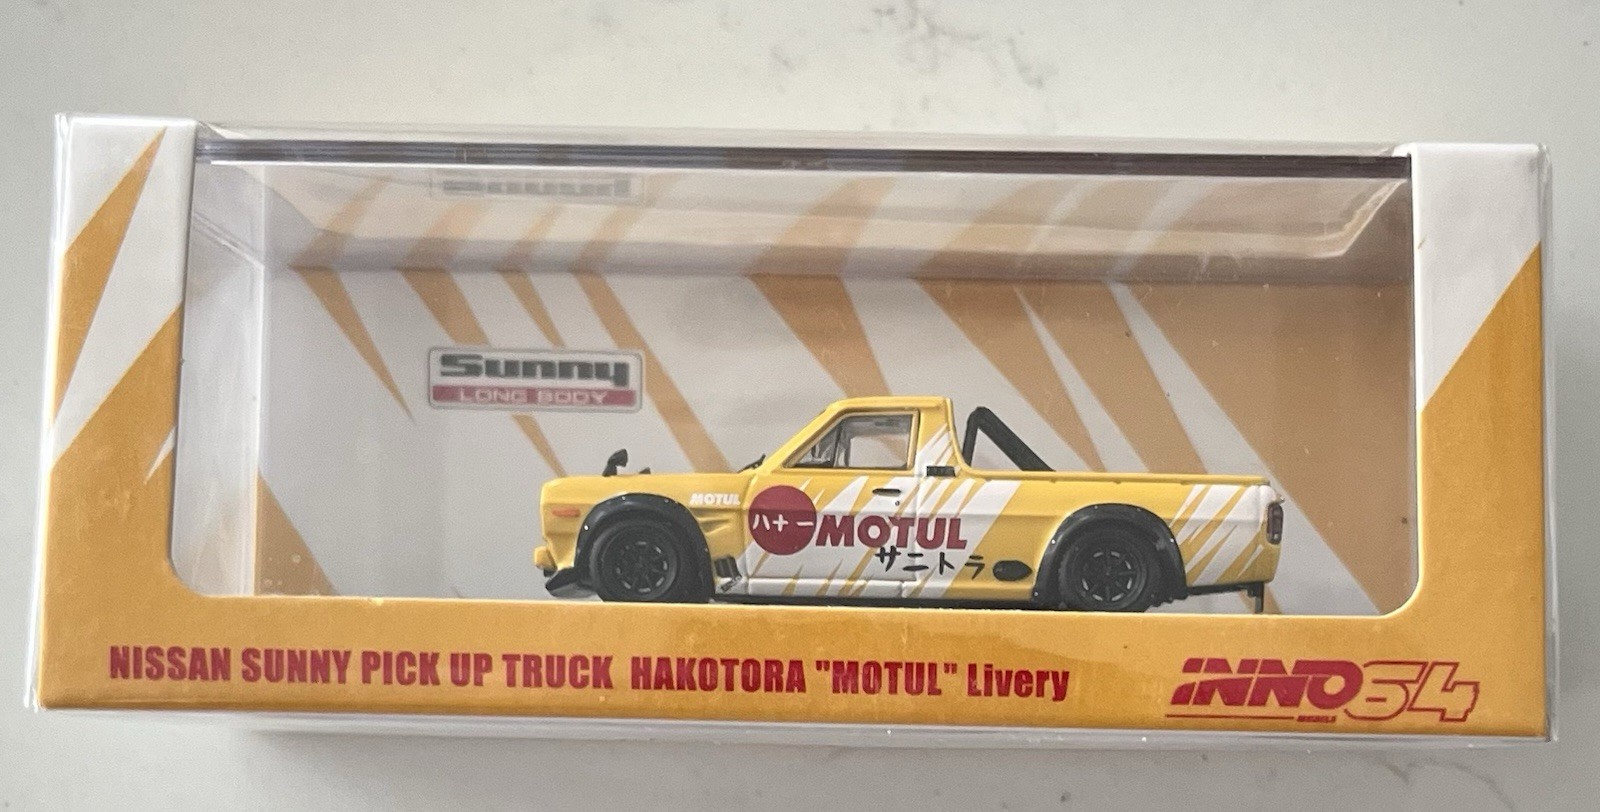 Sunny
LONG BODY
MOTUL
ハナー MOTUL
サニトラ
NISSAN SUNNY PICK UP TRUCK HAKOTORA "MOTUL" Livery
INNO64
MODELS